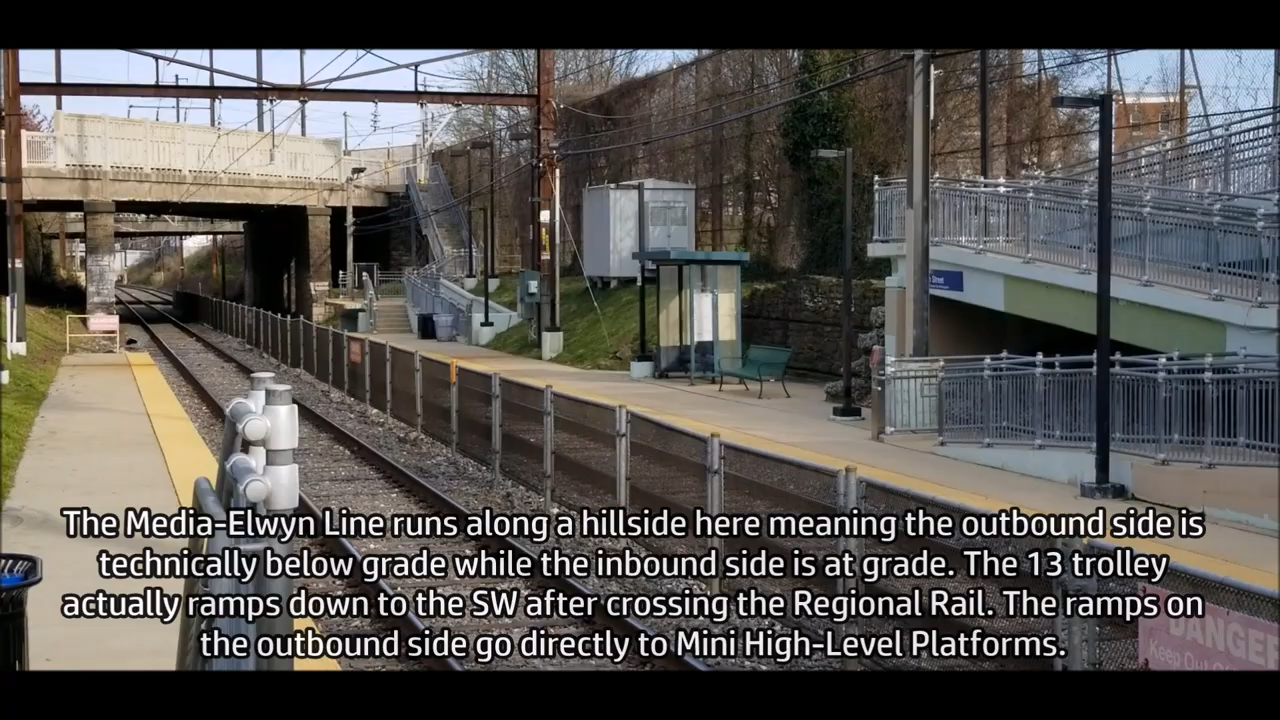 Street
The Media-Elwyn Line runs along a hillside here meaning the outbound side is
technically below grade while the inbound side is at grade. The 13 trolley
actually ramps down to the SW after crossing the Regional Rail. The ramps on
the outbound side go directly to Mini High-Level Platforms.
DANGER
Keep Out